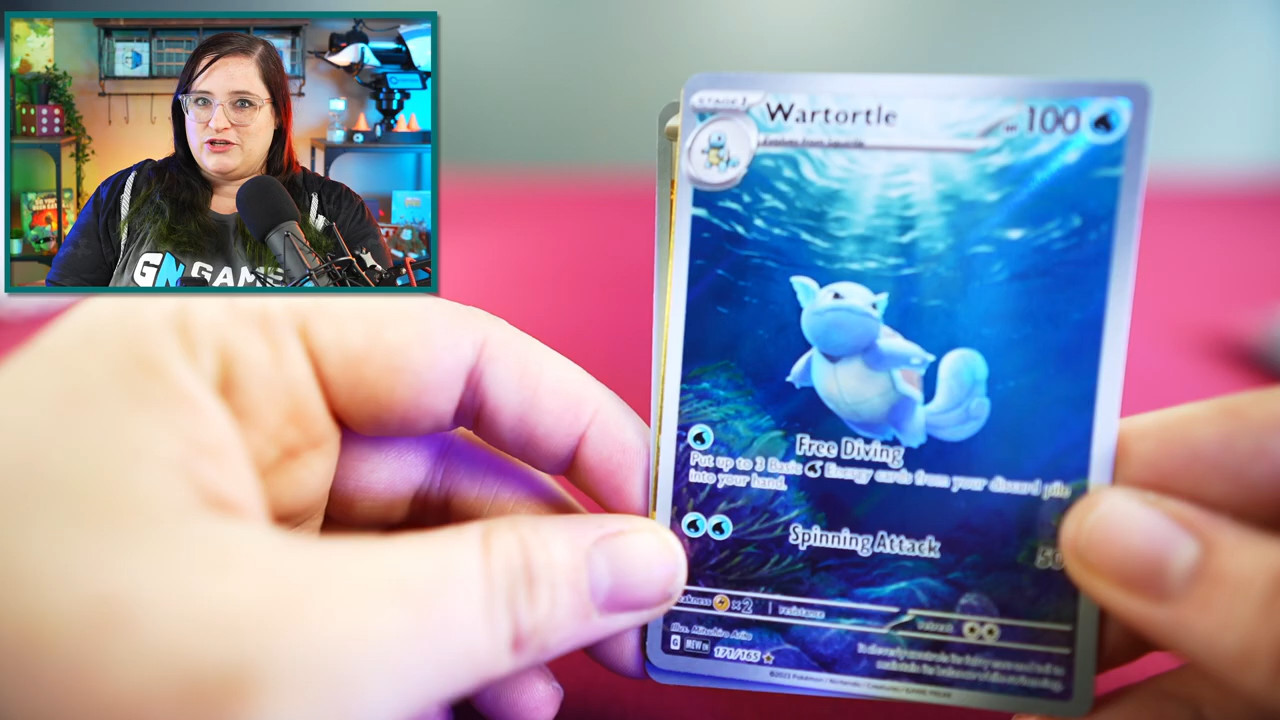 GN GAME
STAGE 1
Wartortle
100
Evolves from Squirtle
Free Diving
Put up to 3 Basic Energy cards from your discard pile
into your hand.
Spinning Attack
50
weakness ×2 resistance retreat
Illus. Mitsuhiro Arita
G MEW EN 171/165
©2023 Pokémon / Nintendo / Creatures / GAME FREAK